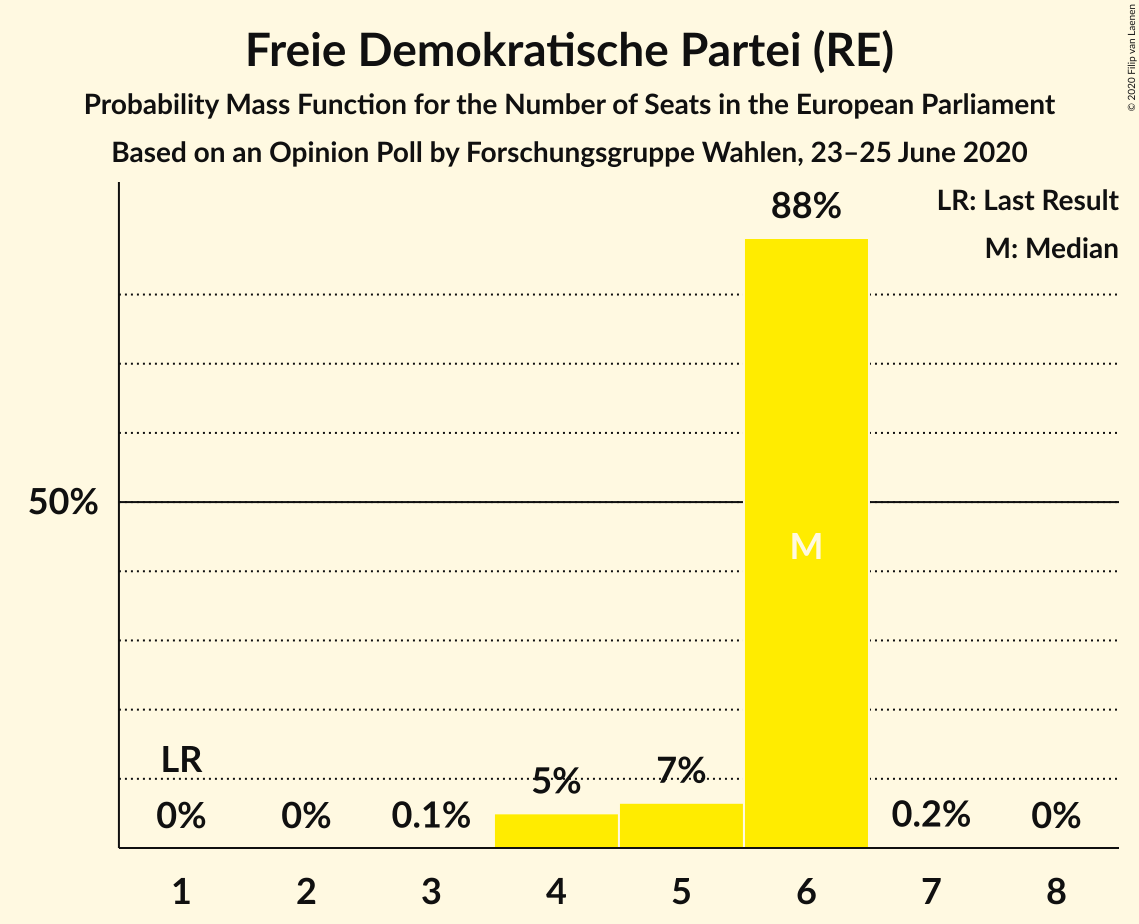 Freie Demokratische Partei (RE)
Probability Mass Function for the Number of Seats in the European Parliament
Based on an Opinion Poll by Forschungsgruppe Wahlen, 23–25 June 2020
© 2020 Filip van Laenen
LR: Last Result
M: Median
88%
50%
M
LR
0%
0%
0.1%
5%
7%
0.2%
0%
1
2
3
4
5
6
7
8